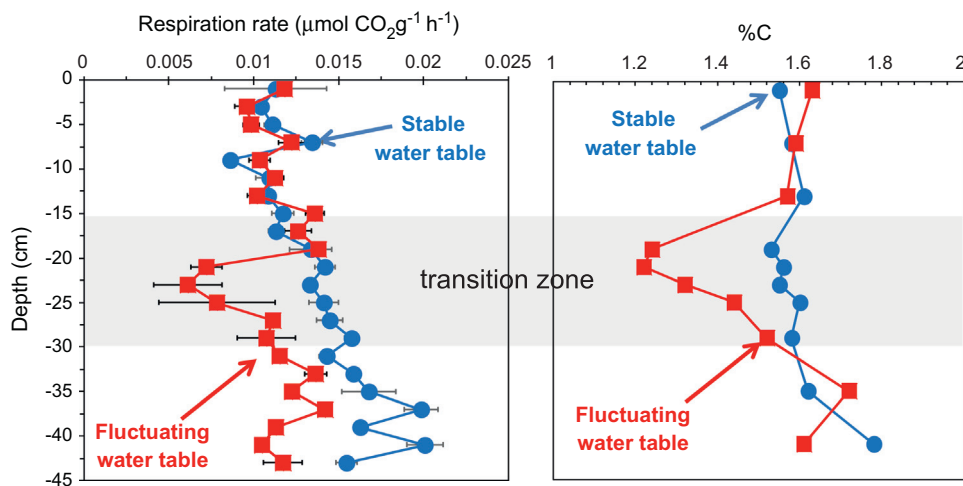 Respiration rate (µmol CO2g-1 h-1)
0 0.005 0.01 0.015 0.02 0.025
%C
1 1.2 1.4 1.6 1.8 2
Depth (cm)
0
-5
-10
-15
-20
-25
-30
-35
-40
-45
Stable
water table
Fluctuating
water table
transition zone
Stable
water table
Fluctuating
water table